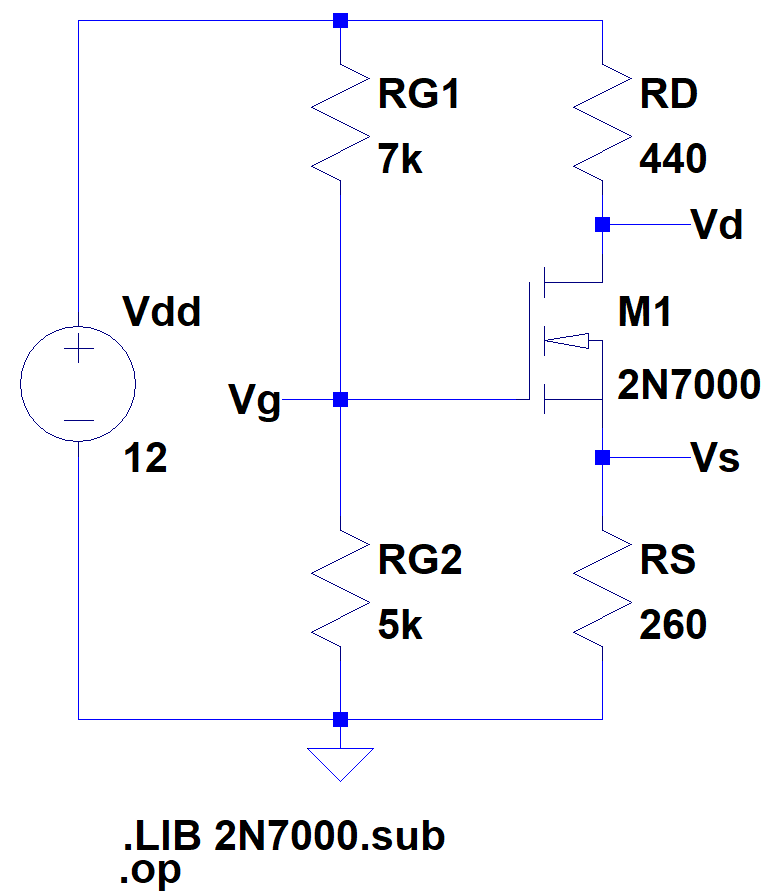 RG1
7k
RD
440
Vd
Vdd
12
M1
2N7000
Vg
Vs
RG2
5k
RS
260
.LIB 2N7000.sub
.op